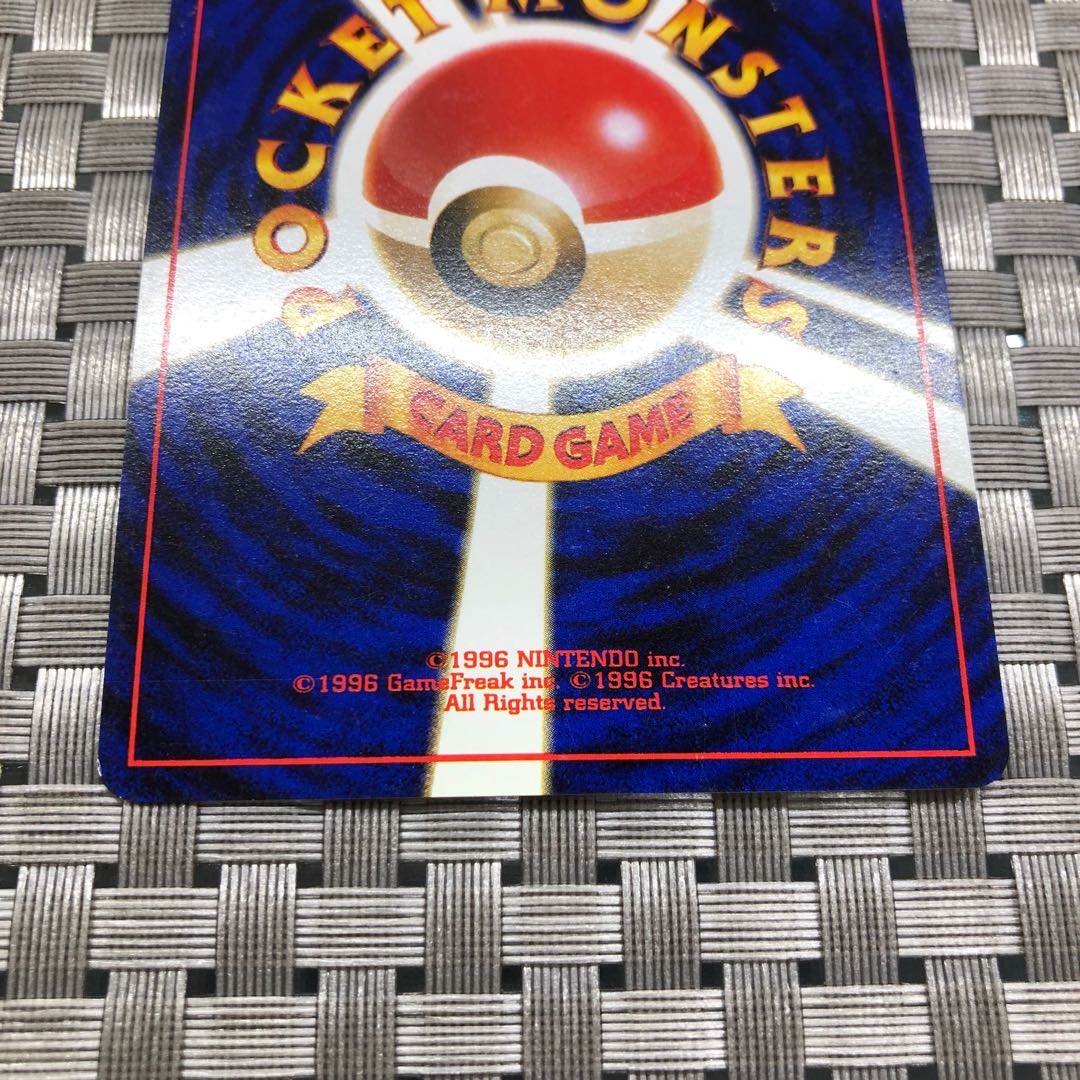 POCKET MONSTERS
CARD GAME
©1996 NINTENDO inc.
©1996 GameFreak inc. ©1996 Creatures inc.
All Rights reserved.